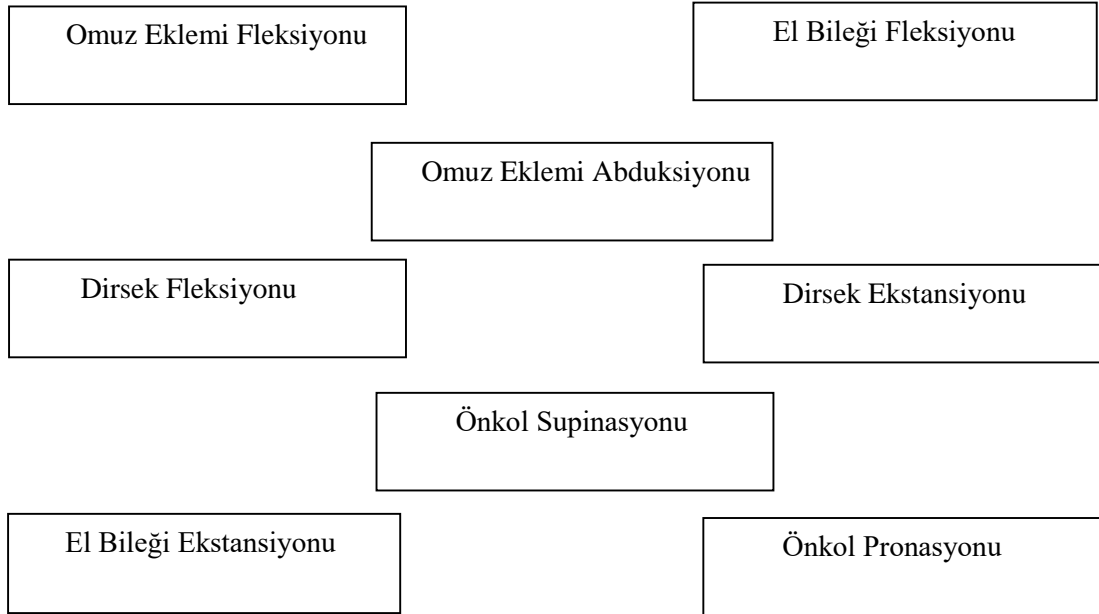 Omuz Eklemi Fleksiyonu
El Bileği Fleksiyonu
Omuz Eklemi Abduksiyonu
Dirsek Fleksiyonu
Dirsek Ekstansiyonu
Önkol Supinasyonu
El Bileği Ekstansiyonu
Önkol Pronasyonu